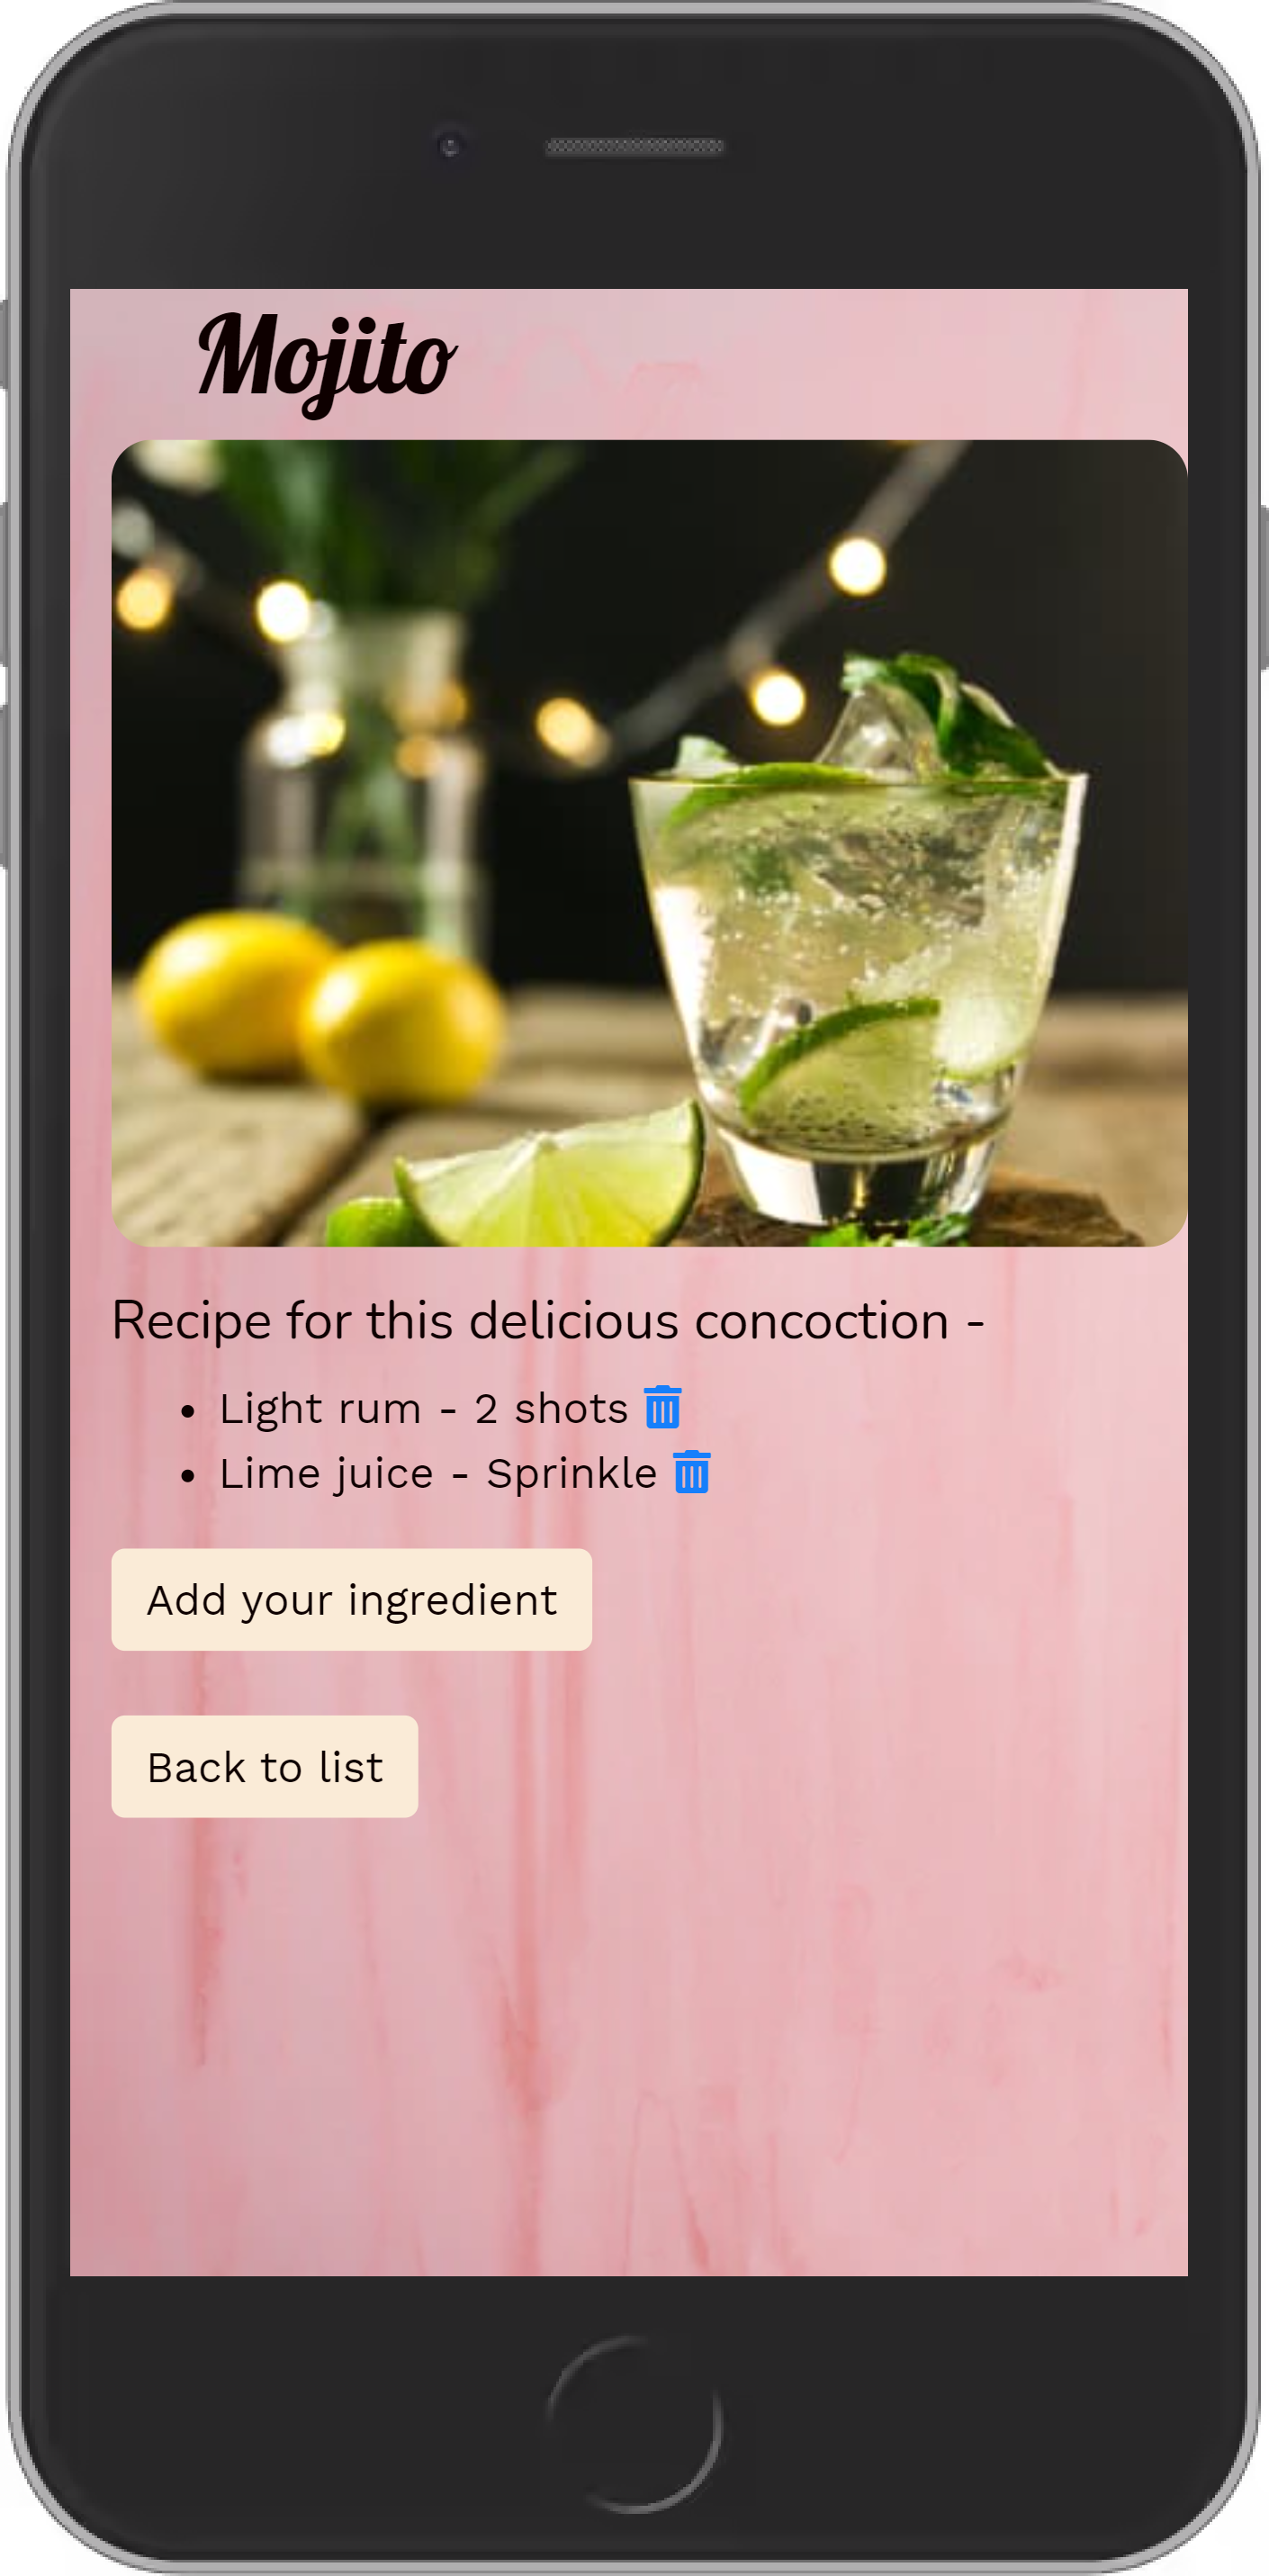 Mojito
Recipe for this delicious concoction -
• Light rum - 2 shots
• Lime juice - Sprinkle
Add your ingredient
Back to list